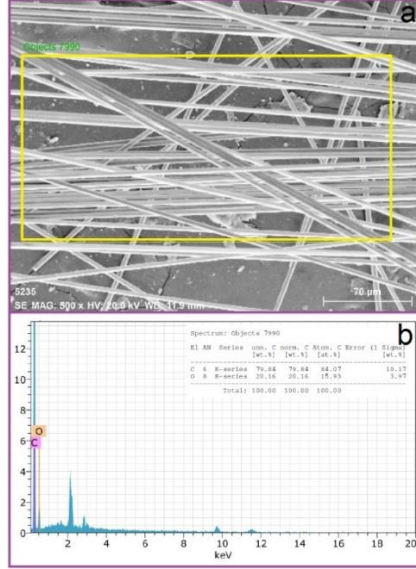 a
Objects 7990
5235
SE MAG: 500 x HV: 20.0 kV WD: 11.9 mm
70 µm
b
Spectrum: Objects 7990
El AN Series unn. C norm. C Atom. C Error (1 Sigma)
[wt.%] [wt.%] [at.%] [wt.%]
C 6 K-series 79.84 79.84 84.07 10.17
O 8 K-series 20.16 20.16 15.93 3.97
Total: 100.00 100.00 100.00
12
10
8
6
4
2
0
O
C
2 4 6 8 10 12 14 16 18 20
keV